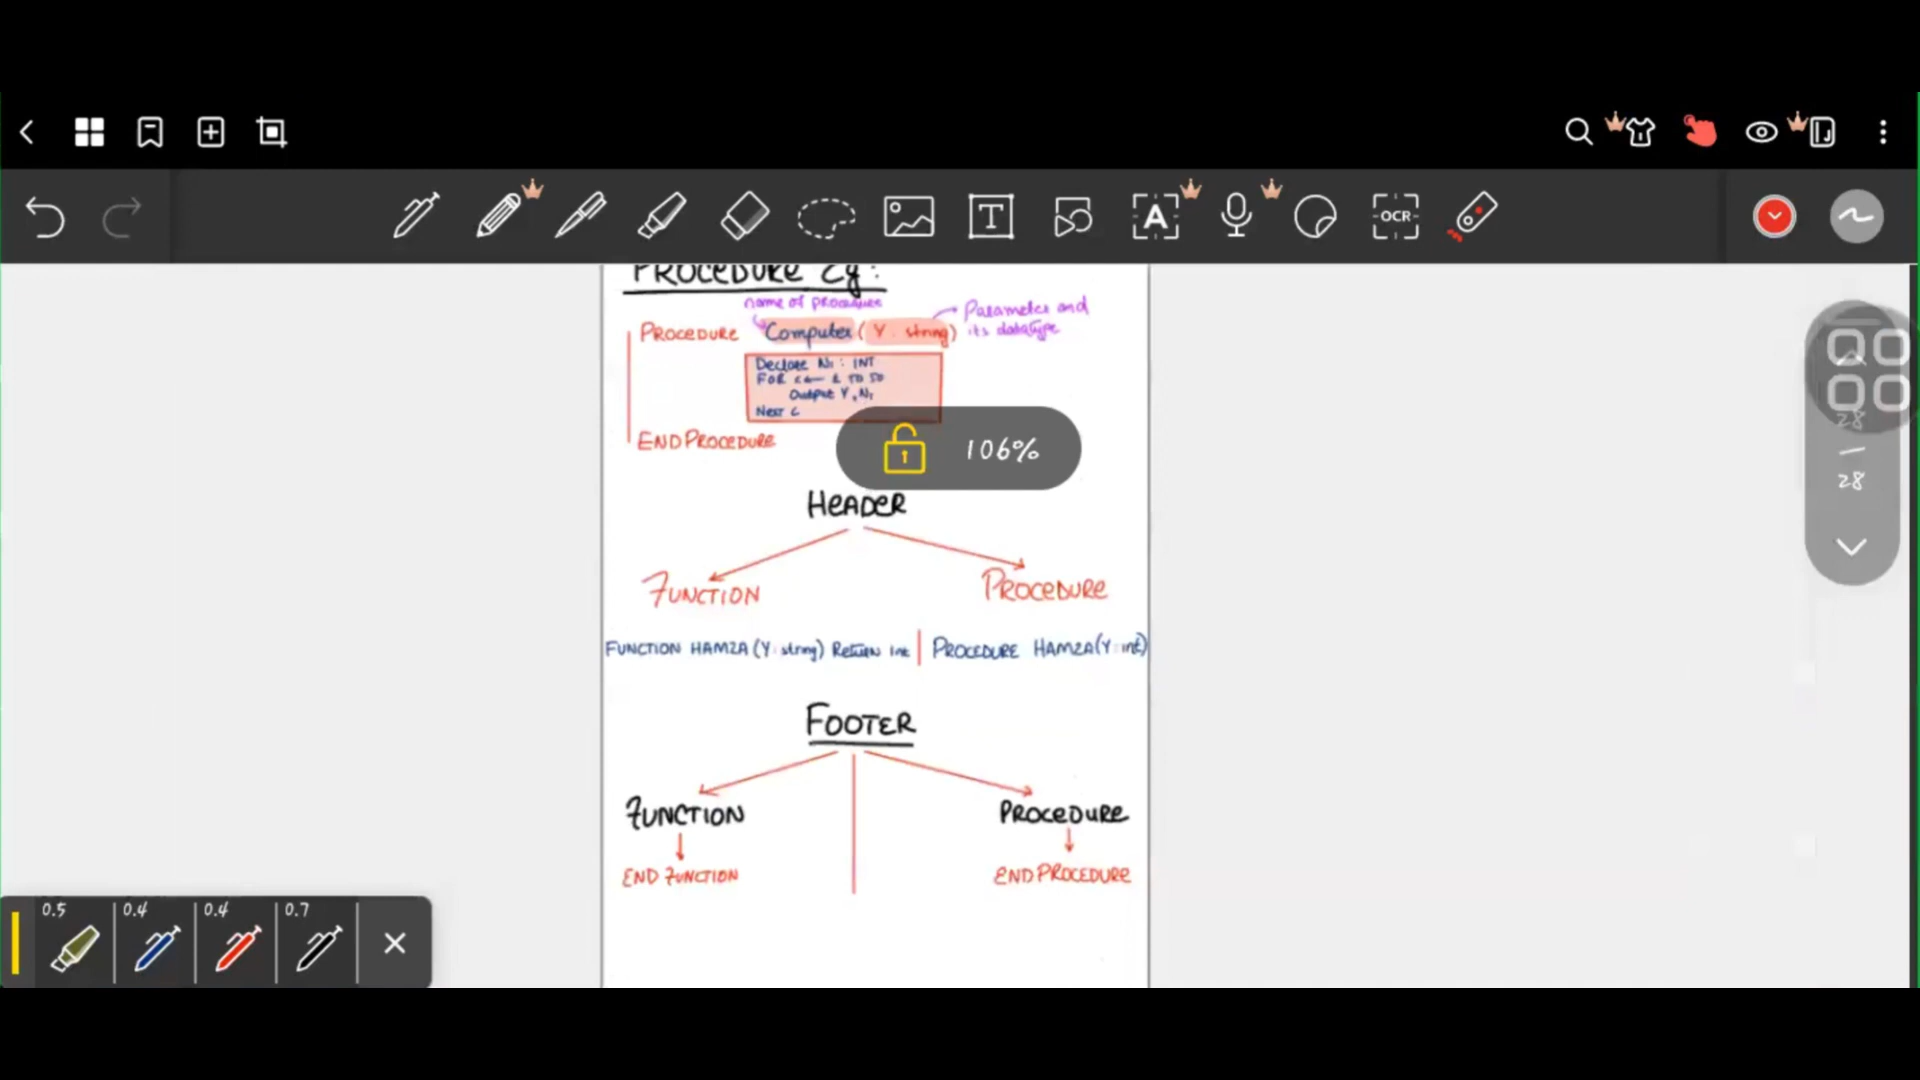 OCR
A
T
PROCEDURE Eg:
name of procedure
Parameter and
its datatype
PROCEDURE Computer (Y : string)
Declare N1 : INT
FOR C ← 1 TO 50
Output Y, N1
Next C
END PROCEDURE
106%
28
28
HEADER
FUNCTION
PROCEDURE
FUNCTION HAMZA (Y: string) Return Int
PROCEDURE HAMZA (Y: int)
FOOTER
FUNCTION
PROCEDURE
END FUNCTION
END PROCEDURE
0.5
0.4
0.4
0.7